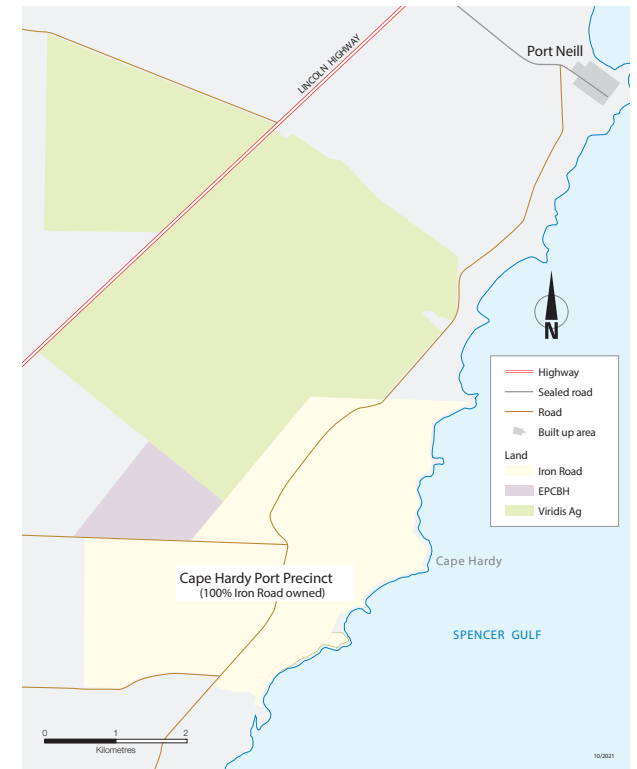 Port Neill
LINCOLN HIGHWAY
N
Highway
Sealed road
Road
Built up area
Land
Iron Road
EPCBH
Viridis Ag
Cape Hardy
Cape Hardy Port Precinct
(100% Iron Road owned)
SPENCER GULF
0 1 2
Kilometres
10/2021